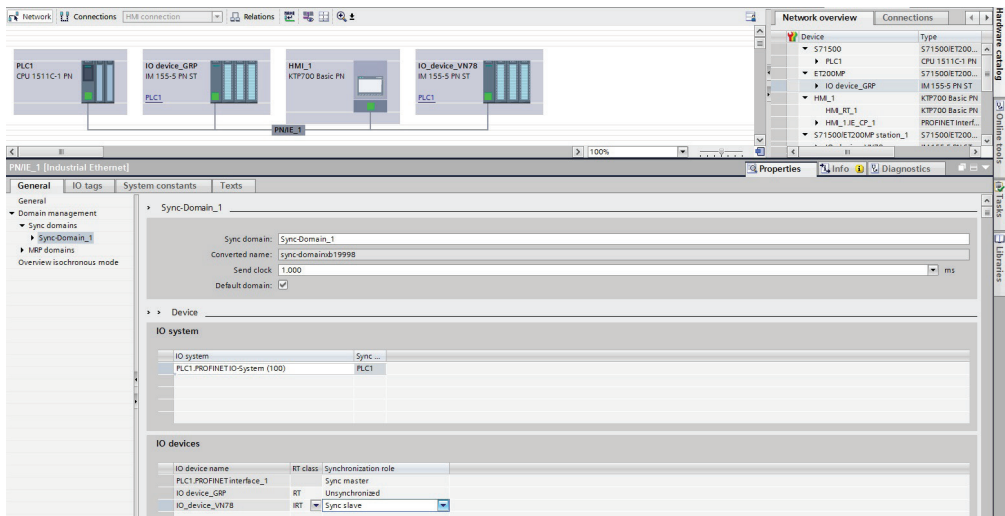 Network Connections HMI connection Relations
Network overview Connections
Device Type
S71500 S71500/ET200...
PLC1 CPU 1511C-1 PN
ET200MP S71500/ET200...
IO device_GRP IM 155-5 PN ST
HMI_1 KTP700 Basic PN
HMI_RT_1 KTP700 Basic PN
HMI_1.IE_CP_1 PROFINET Interf...
S71500/ET200MP station_1 S71500/ET200...
PLC1
CPU 1511C-1 PN
IO device_GRP
IM 155-5 PN ST
PLC1
HMI_1
KTP700 Basic PN
IO_device_VN78
IM 155-5 PN ST
PLC1
PN/IE_1
100%
Hardware catalog
Online tools
Tasks
Libraries
PN/IE_1 [Industrial Ethernet]
Properties Info Diagnostics
General IO tags System constants Texts
General
Domain management
Sync domains
Sync-Domain_1
MRP domains
Overview isochronous mode
Sync-Domain_1
Sync domain: Sync-Domain_1
Converted name: sync-domainxb19998
Send clock 1.000 ms
Default domain:
Device
IO system
IO system Sync ...
PLC1.PROFINET IO-System (100) PLC1
IO devices
IO device name RT class Synchronization role
PLC1.PROFINET interface_1 Sync master
IO device_GRP RT Unsynchronized
IO_device_VN78 IRT Sync slave